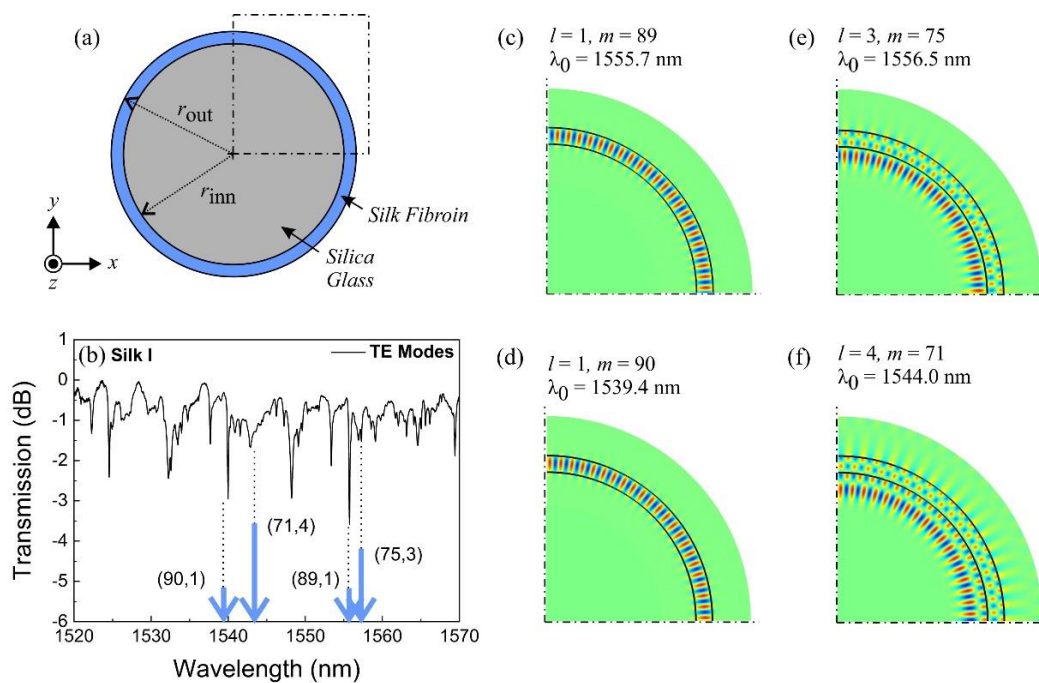 (a)
r_out
r_inn
Silk Fibroin
Silica
Glass
y
x
z
(b) Silk I
TE Modes
1
0
-1
-2
-3
-4
-5
-6
Transmission (dB)
(71,4)
(90,1)
(89,1)
(75,3)
1520 1530 1540 1550 1560 1570
Wavelength (nm)
(c)
l = 1, m = 89
λ0 = 1555.7 nm
(d)
l = 1, m = 90
λ0 = 1539.4 nm
(e)
l = 3, m = 75
λ0 = 1556.5 nm
(f)
l = 4, m = 71
λ0 = 1544.0 nm